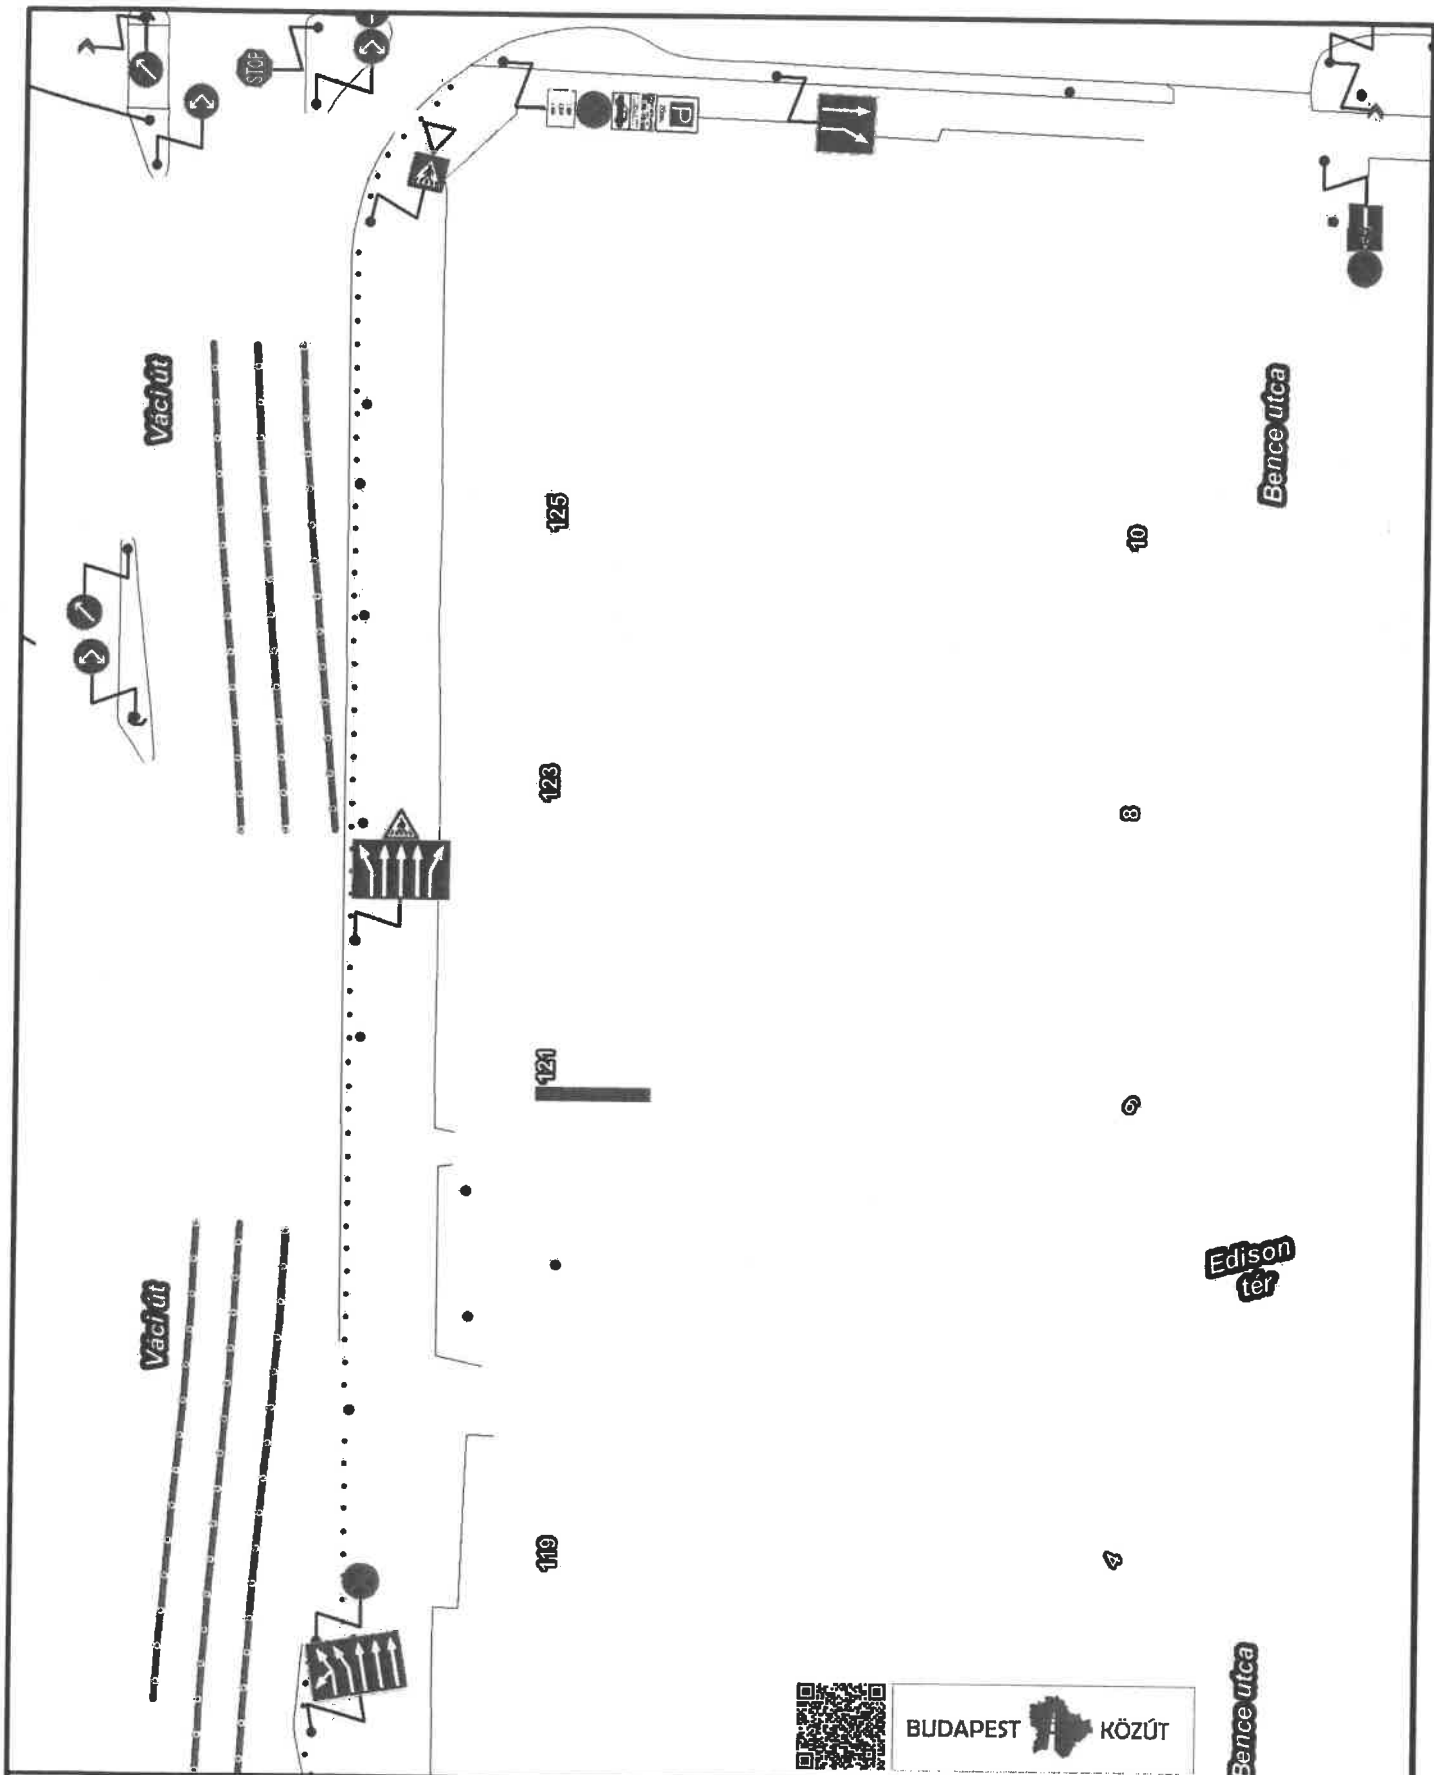 STOP
P
Váci út
Bence utca
125
10
123
8
121
6
Váci út
Edison
tér
119
4
Bence utca
BUDAPEST KÖZÚT